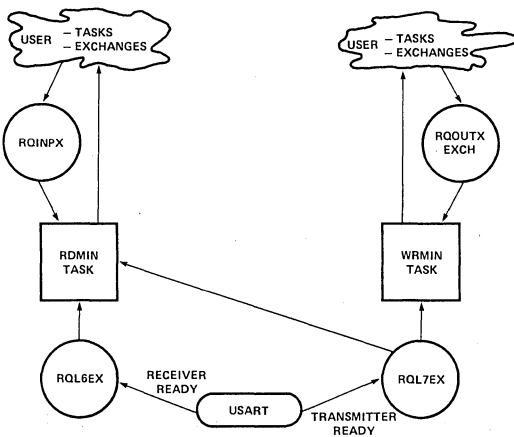 USER – TASKS
– EXCHANGES
USER – TASKS
– EXCHANGES
RQINPX
RQOUTX
EXCH
RDMIN
TASK
WRMIN
TASK
RQL6EX
RECEIVER
READY
USART
TRANSMITTER
READY
RQL7EX